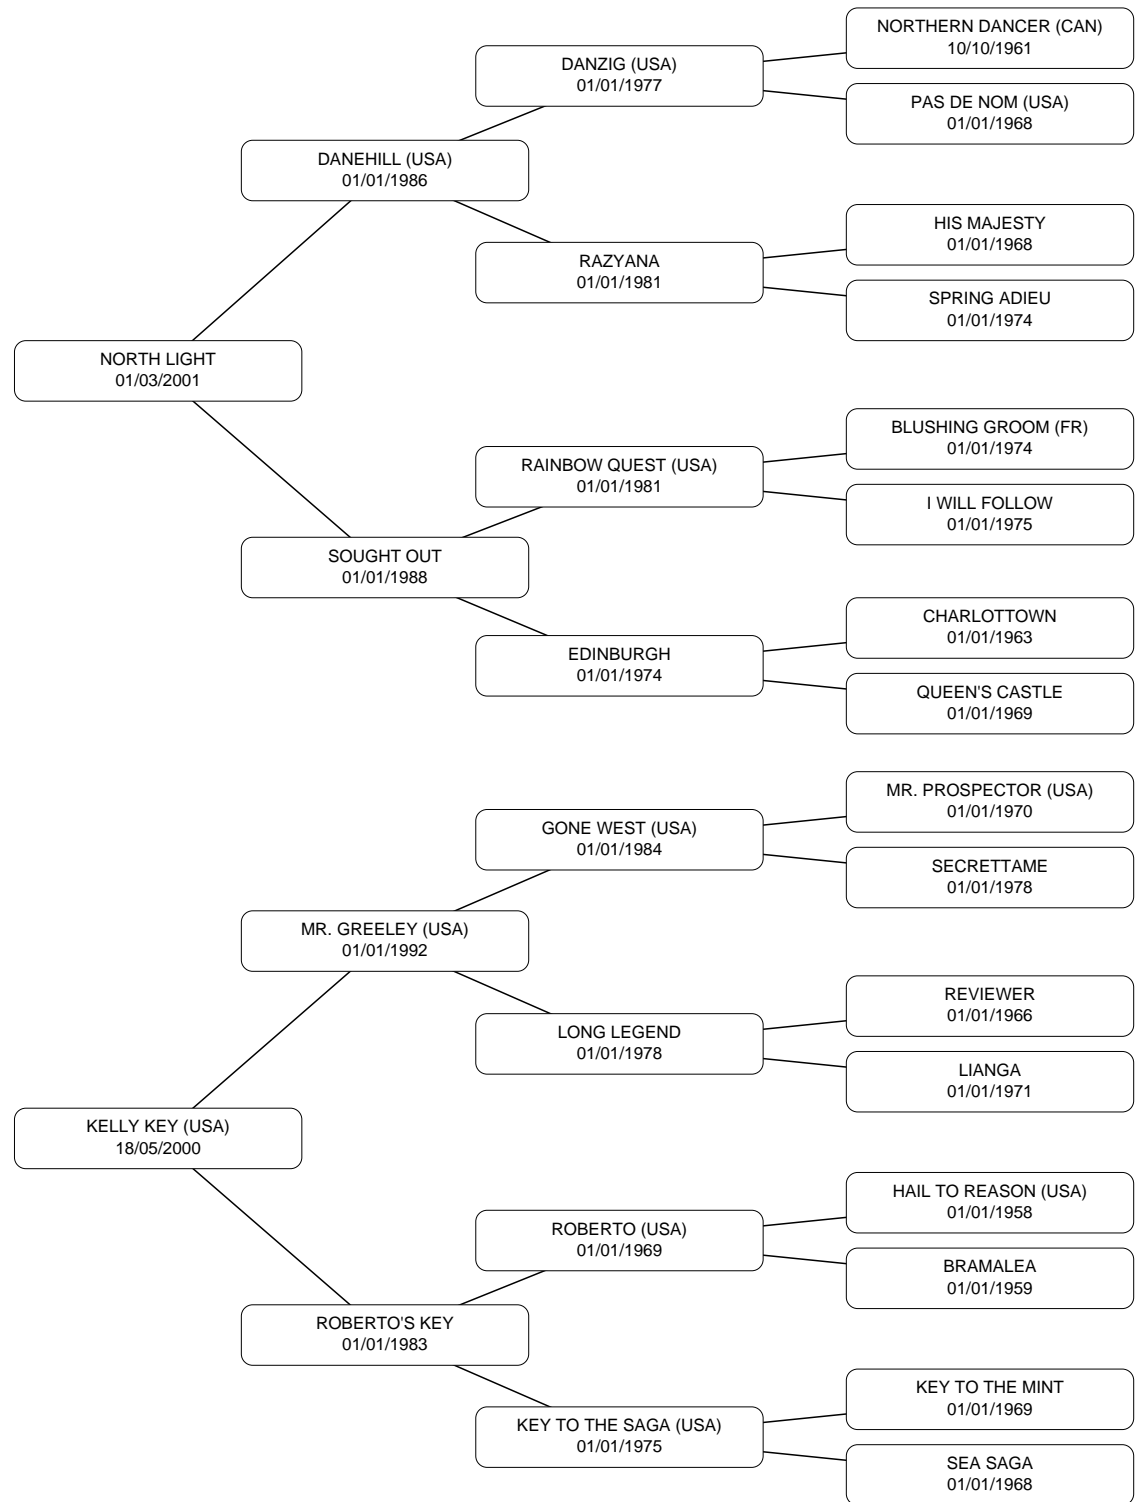 NORTHERN DANCER (CAN)
10/10/1961
DANZIG (USA)
01/01/1977
PAS DE NOM (USA)
01/01/1968
DANEHILL (USA)
01/01/1986
HIS MAJESTY
01/01/1968
RAZYANA
01/01/1981
SPRING ADIEU
01/01/1974
NORTH LIGHT
01/03/2001
BLUSHING GROOM (FR)
01/01/1974
RAINBOW QUEST (USA)
01/01/1981
I WILL FOLLOW
01/01/1975
SOUGHT OUT
01/01/1988
CHARLOTTOWN
01/01/1963
EDINBURGH
01/01/1974
QUEEN'S CASTLE
01/01/1969
MR. PROSPECTOR (USA)
01/01/1970
GONE WEST (USA)
01/01/1984
SECRETTAME
01/01/1978
MR. GREELEY (USA)
01/01/1992
REVIEWER
01/01/1966
LONG LEGEND
01/01/1978
LIANGA
01/01/1971
KELLY KEY (USA)
18/05/2000
HAIL TO REASON (USA)
01/01/1958
ROBERTO (USA)
01/01/1969
BRAMALEA
01/01/1959
ROBERTO'S KEY
01/01/1983
KEY TO THE MINT
01/01/1969
KEY TO THE SAGA (USA)
01/01/1975
SEA SAGA
01/01/1968